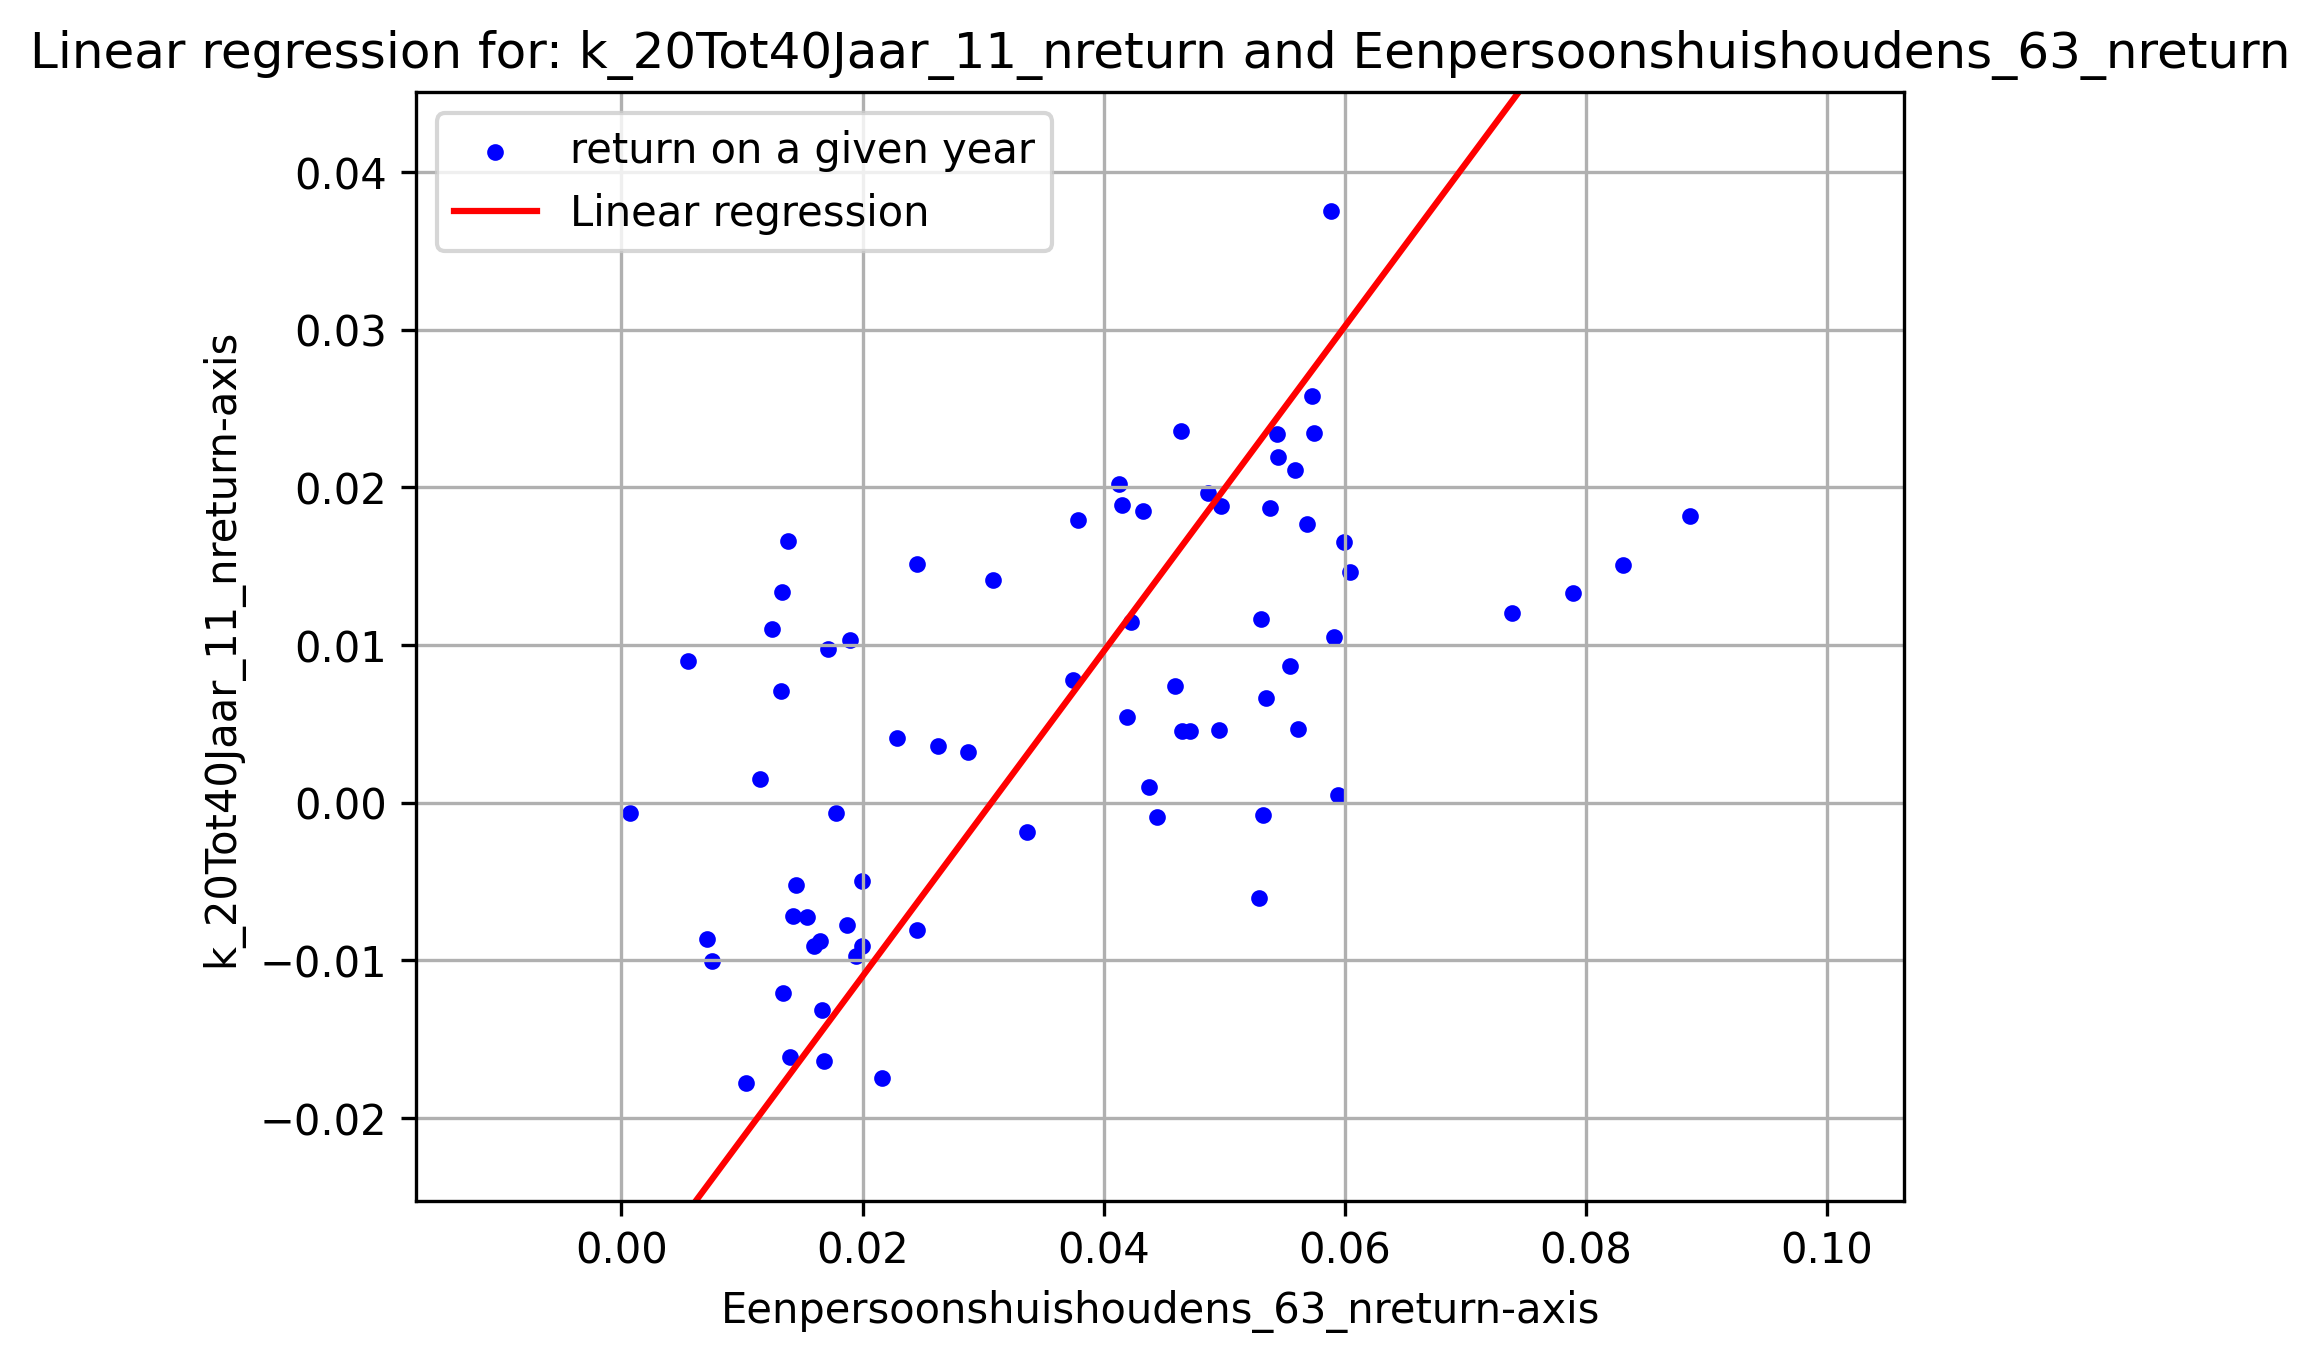 Linear regression for: k_20Tot40Jaar_11_nreturn and Eenpersoonshuishoudens_63_nreturn
return on a given year
Linear regression
k_20Tot40Jaar_11_nreturn-axis
0.04
0.03
0.02
0.01
0.00
−0.01
−0.02
0.00 0.02 0.04 0.06 0.08 0.10
Eenpersoonshuishoudens_63_nreturn-axis